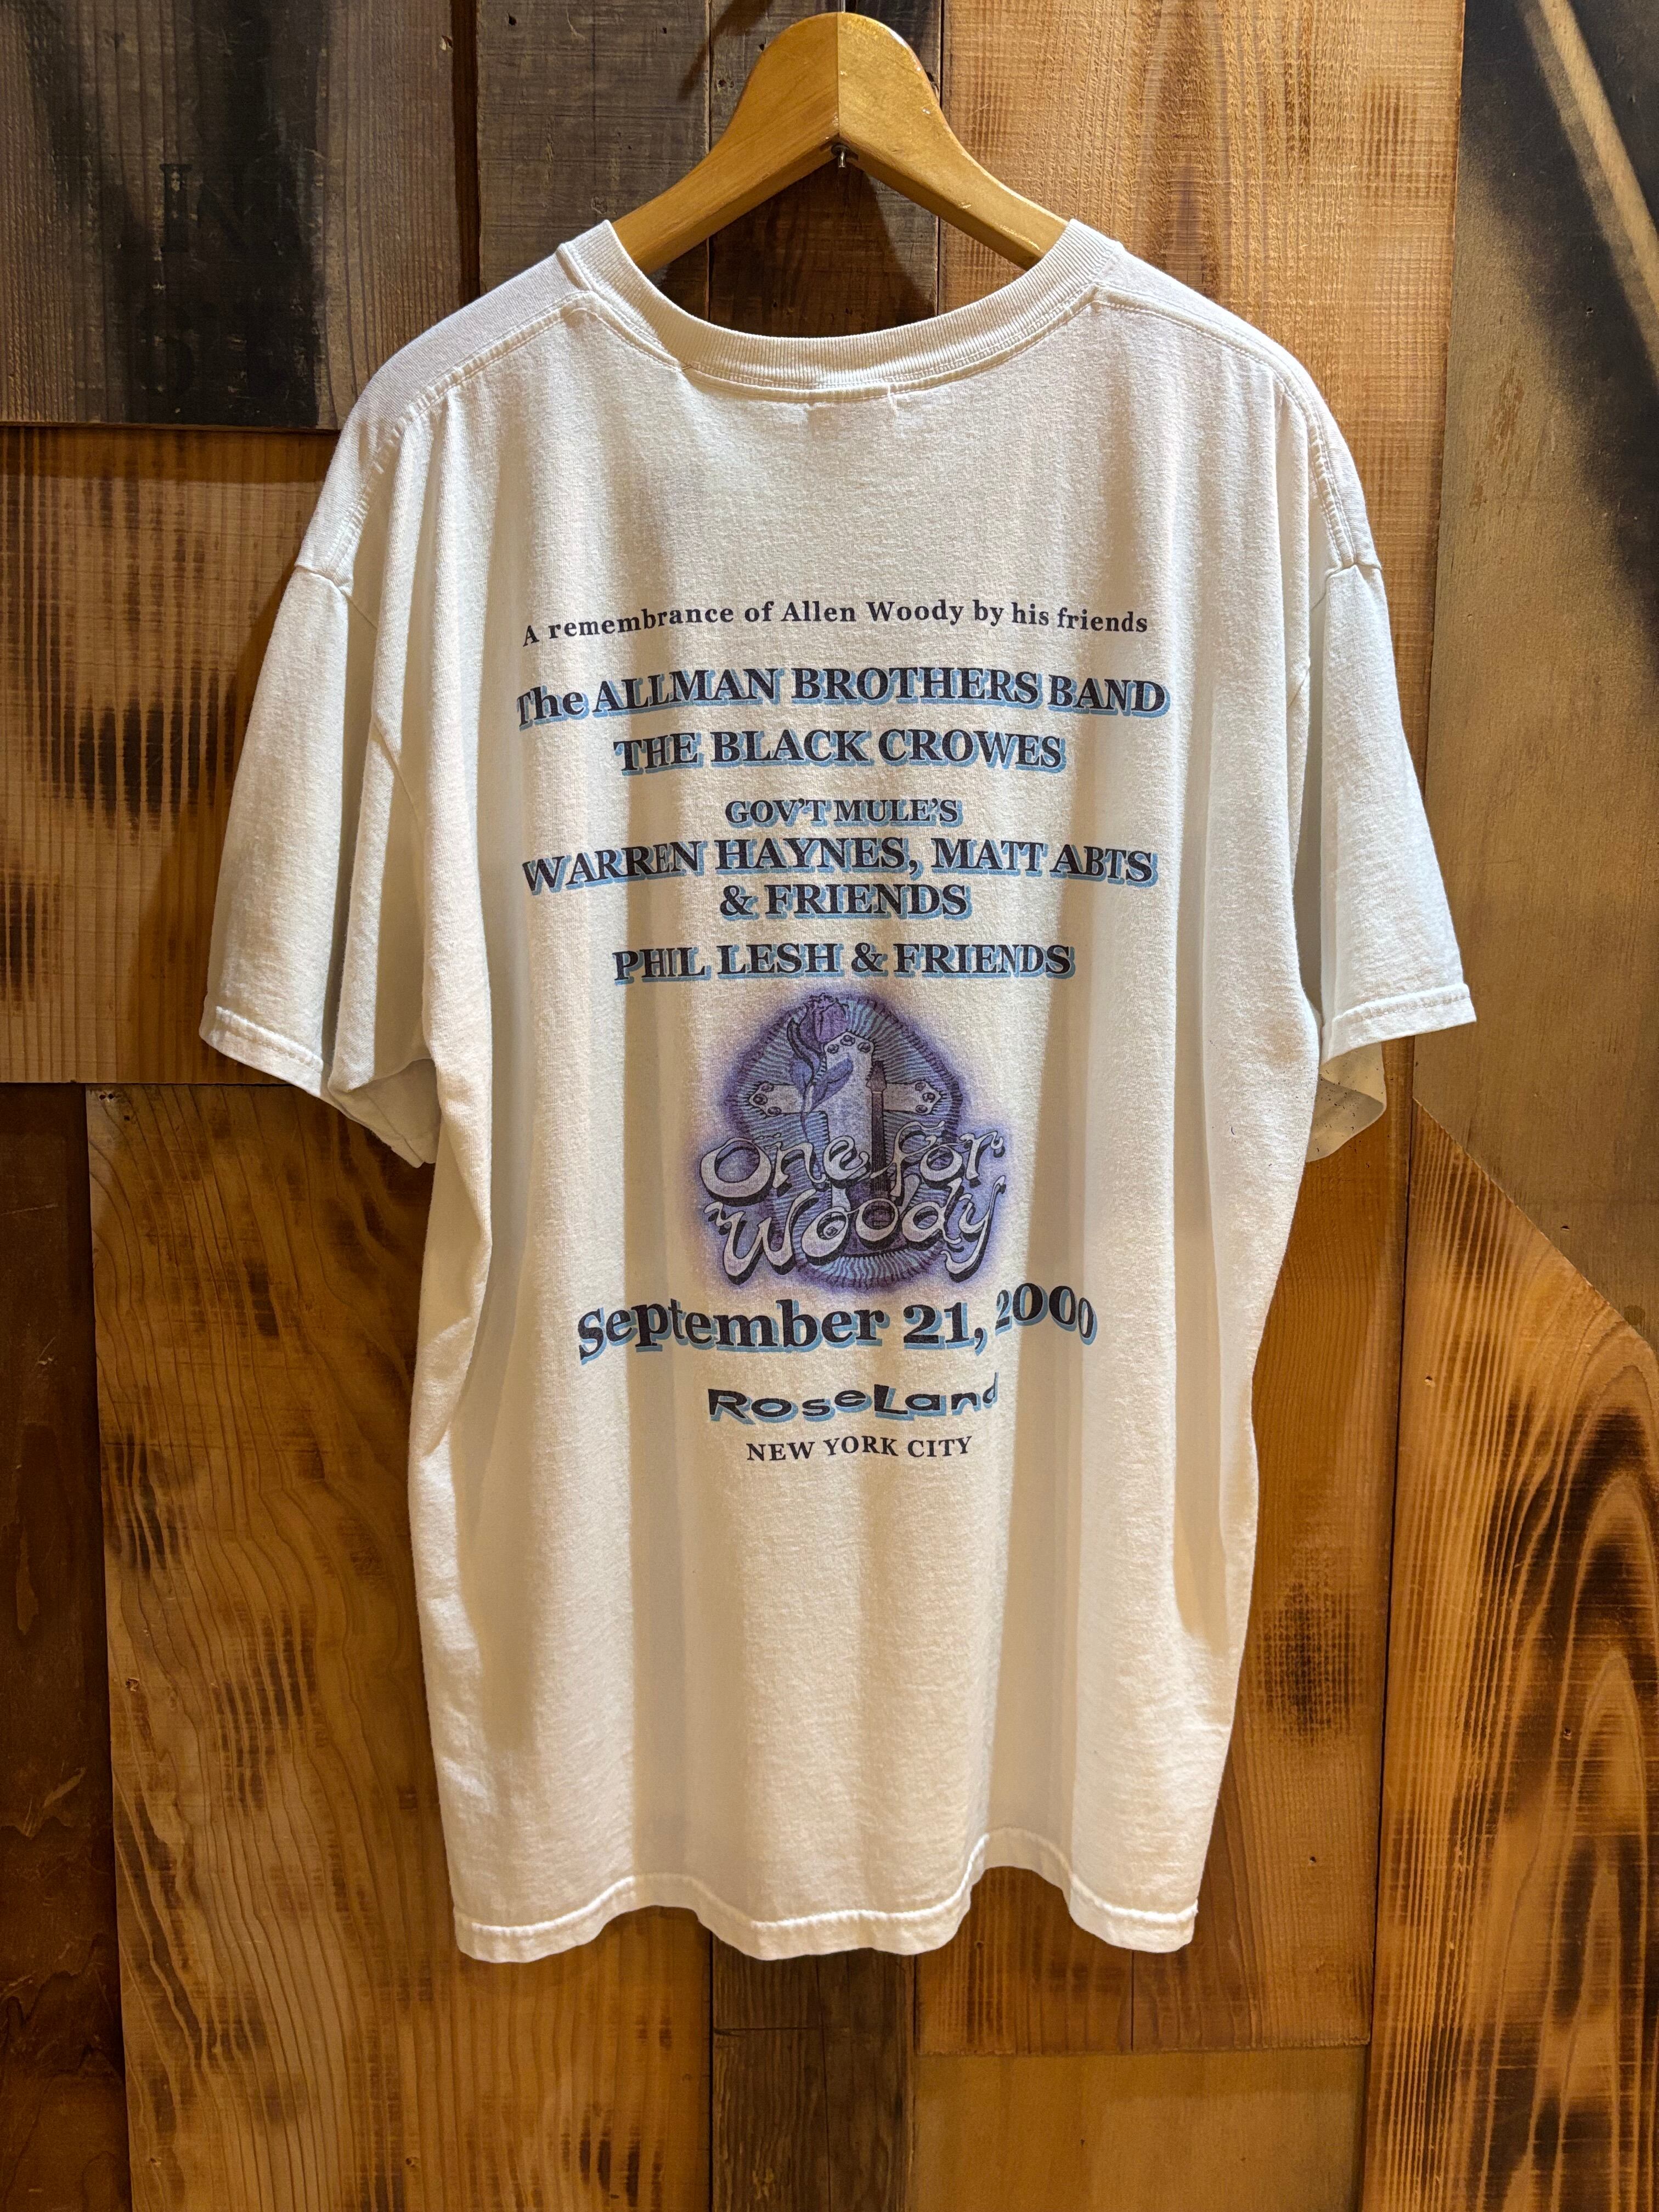 A remembrance of Allen Woody by his friends
The ALLMAN BROTHERS BAND
THE BLACK CROWES
GOV'T MULE'S
WARREN HAYNES, MATT ABTS
& FRIENDS
PHIL LESH & FRIENDS
One for
Woody
September 21, 2000
RoseLand
NEW YORK CITY